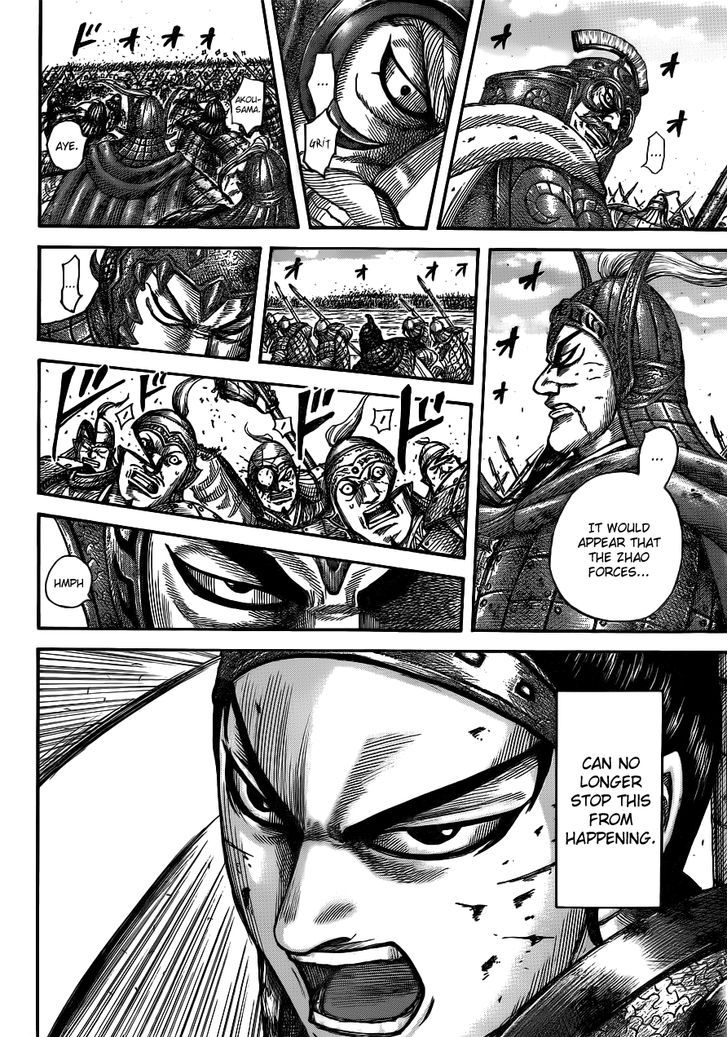 ...
オ
オ
...
GRIT
ド
オ
オ
AKOU-
SAMA.
AYE.
オ
オ
....
IT WOULD
APPEAR THAT
THE ZHAO
FORCES...
オ
オ
オ
...
ド
ド
ド
ド
HMPH
CAN NO
LONGER
STOP THIS
FROM
HAPPENING.